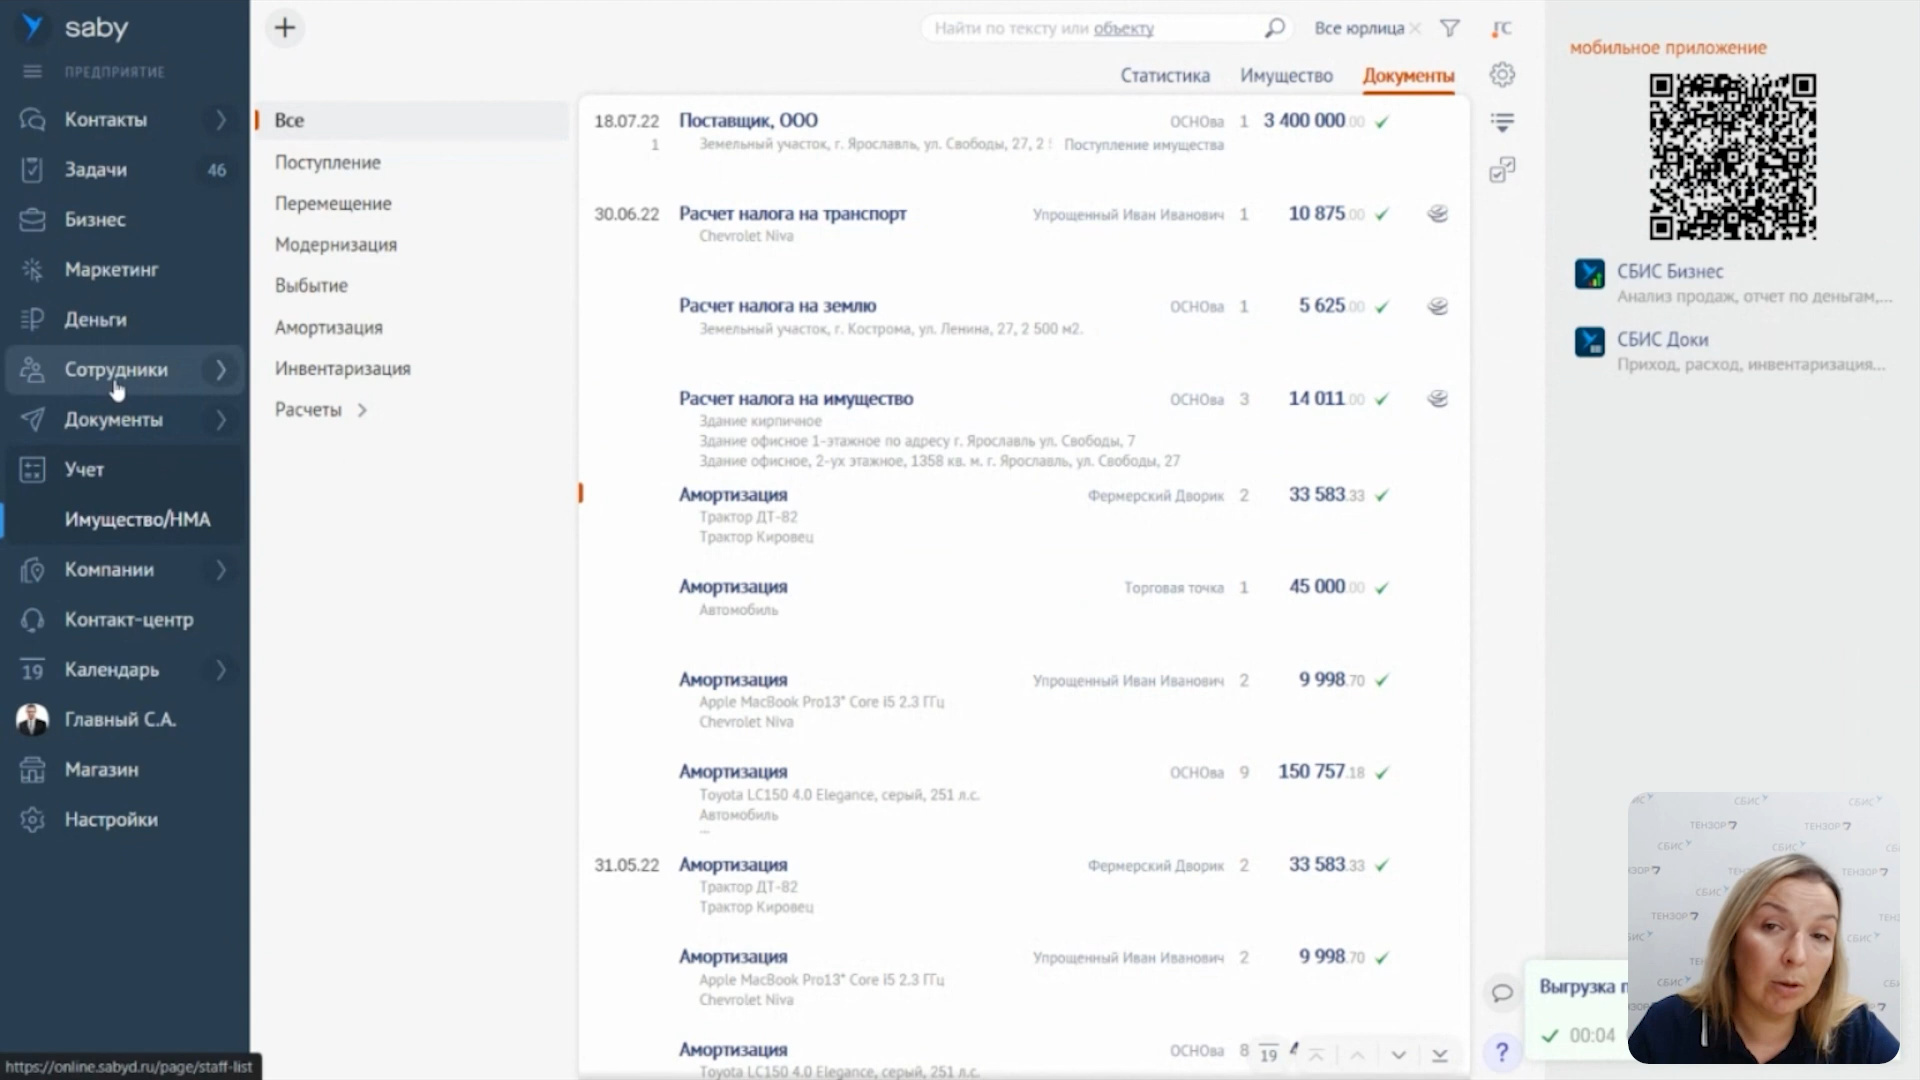 saby
ПРЕДПРИЯТИЕ
Контакты
Задачи 46
Бизнес
Маркетинг
Деньги
Сотрудники
Документы
Учет
Имущество/НМА
Компании
Контакт-центр
19 Календарь
Главный С.А.
Магазин
Настройки
https://online.sabyd.ru/page/staff-list
Найти по тексту или объекту
Все юрлица
ГС
Статистика Имущество Документы
Все
Поступление
Перемещение
Модернизация
Выбытие
Амортизация
Инвентаризация
Расчеты
18.07.22 Поставщик, ООО ОСНОва 1 3 400 000.00
1 Земельный участок, г. Ярославль, ул. Свободы, 27, 2 Поступление имущества
30.06.22 Расчет налога на транспорт Упрощенный Иван Иванович 1 10 875.00
Chevrolet Niva
Расчет налога на землю ОСНОва 1 5 625.00
Земельный участок, г. Кострома, ул. Ленина, 27, 2 500 м2.
Расчет налога на имущество ОСНОва 3 14 011.00
Здание кирпичное
Здание офисное 1-этажное по адресу г. Ярославль ул. Свободы, 7
Здание офисное, 2-ух этажное, 1358 кв. м. г. Ярославль, ул. Свободы, 27
Амортизация Фермерский Дворик 2 33 583.33
Трактор ДТ-82
Трактор Кировец
Амортизация Торговая точка 1 45 000.00
Автомобиль
Амортизация Упрощенный Иван Иванович 2 9 998.70
Apple MacBook Pro13" Core i5 2.3 ГГц
Chevrolet Niva
Амортизация ОСНОва 9 150 757.18
Toyota LC150 4.0 Elegance, серый, 251 л.с.
Автомобиль
...
31.05.22 Амортизация Фермерский Дворик 2 33 583.33
Трактор ДТ-82
Трактор Кировец
Амортизация Упрощенный Иван Иванович 2 9 998.70
Apple MacBook Pro13" Core i5 2.3 ГГц
Chevrolet Niva
Амортизация ОСНОва 8 19 4
Toyota LC150 4.0 Elegance, серый, 251 л.с.
мобильное приложение
СБИС Бизнес
Анализ продаж, отчет по деньгам,...
СБИС Доки
Приход, расход, инвентаризация...
Выгрузка
00:04
?
СБИС СБИС
ТЕНЗОР ТЕНЗОР
СБИС СБИС
ТЕНЗОР
СБИС
ТЕНЗОР
СБИС
СБИС